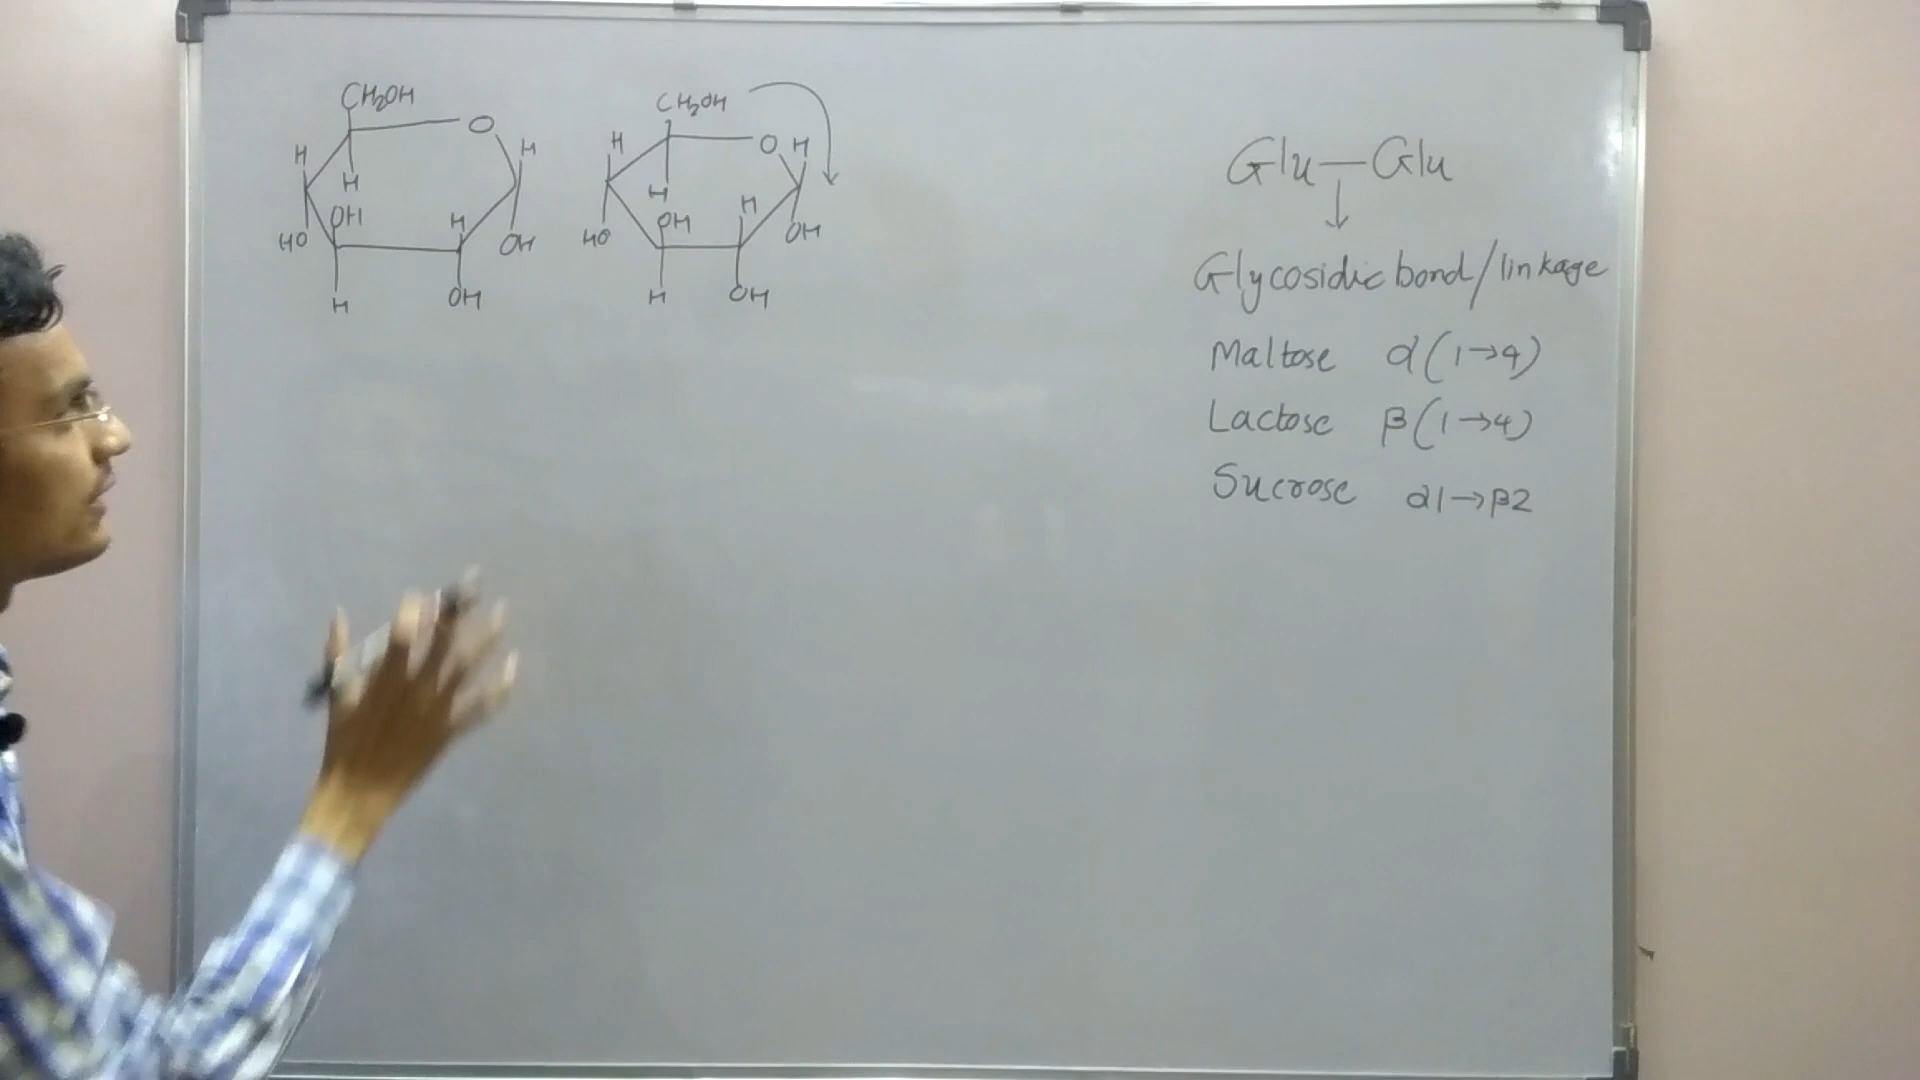 CH₂OH
O
H
H
H
OH
H
HO
OH
H
OH
CH₂OH
O
H
H
H
OH
H
HO
OH
H
OH
Glu—Glu
↓
Glycosidic bond/linkage
Maltose α(1→4)
Lactose β(1→4)
Sucrose α1→β2